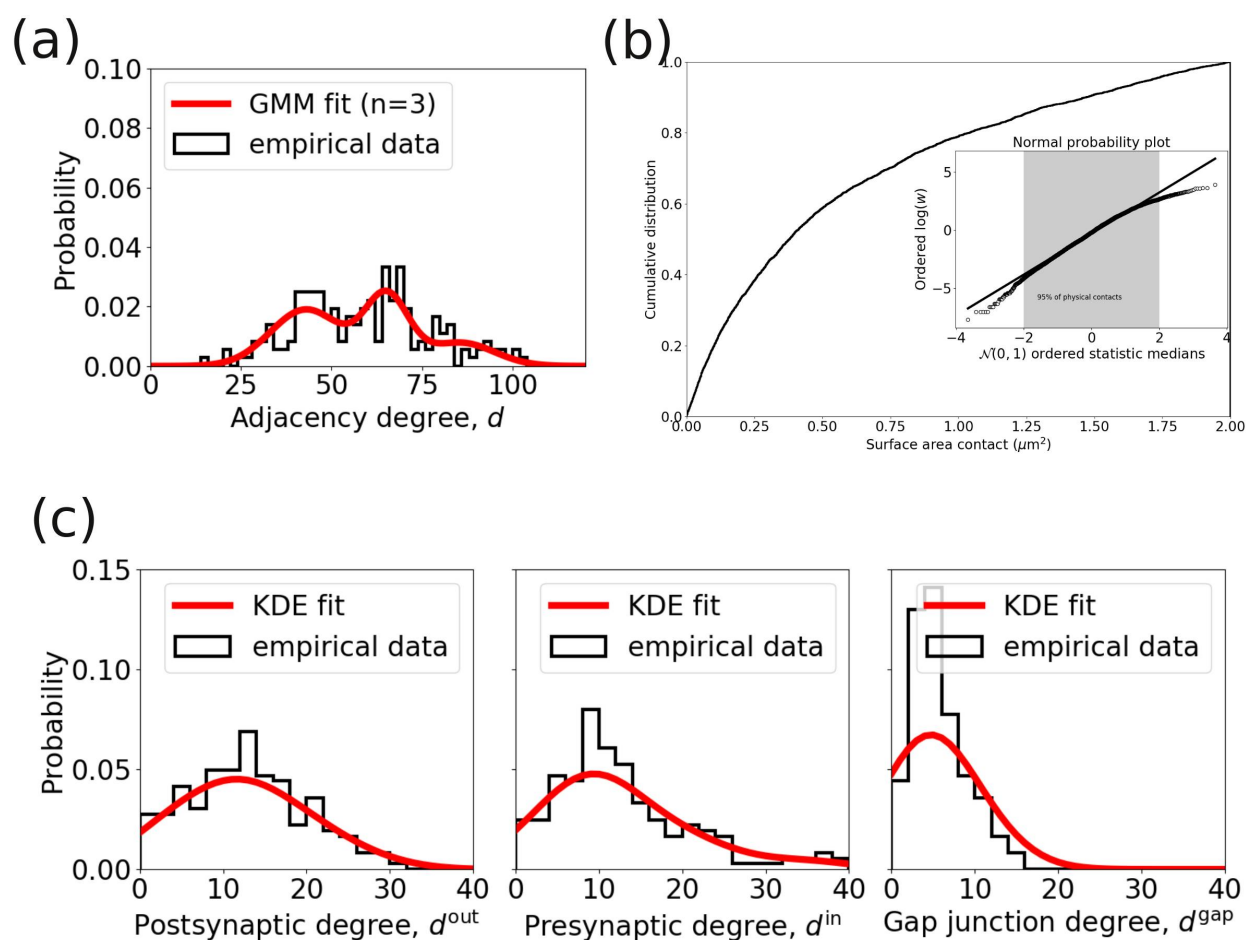 (a)
0.10
0.08
0.06
0.04
0.02
0.00
Probability
GMM fit (n=3)
empirical data
0 25 50 75 100
Adjacency degree, d
(b)
1.0
0.8
0.6
0.4
0.2
0.0
Cumulative distribution
0.00 0.25 0.50 0.75 1.00 1.25 1.50 1.75 2.00
Surface area contact (μm²)
Normal probability plot
5
0
−5
Ordered log(w)
95% of physical contacts
−4 −2 0 2 4
𝒩(0, 1) ordered statistic medians
(c)
0.15
0.10
0.05
0.00
Probability
KDE fit
empirical data
0 10 20 30 40
Postsynaptic degree, d^out
KDE fit
empirical data
0 10 20 30 40
Presynaptic degree, d^in
KDE fit
empirical data
0 10 20 30 40
Gap junction degree, d^gap